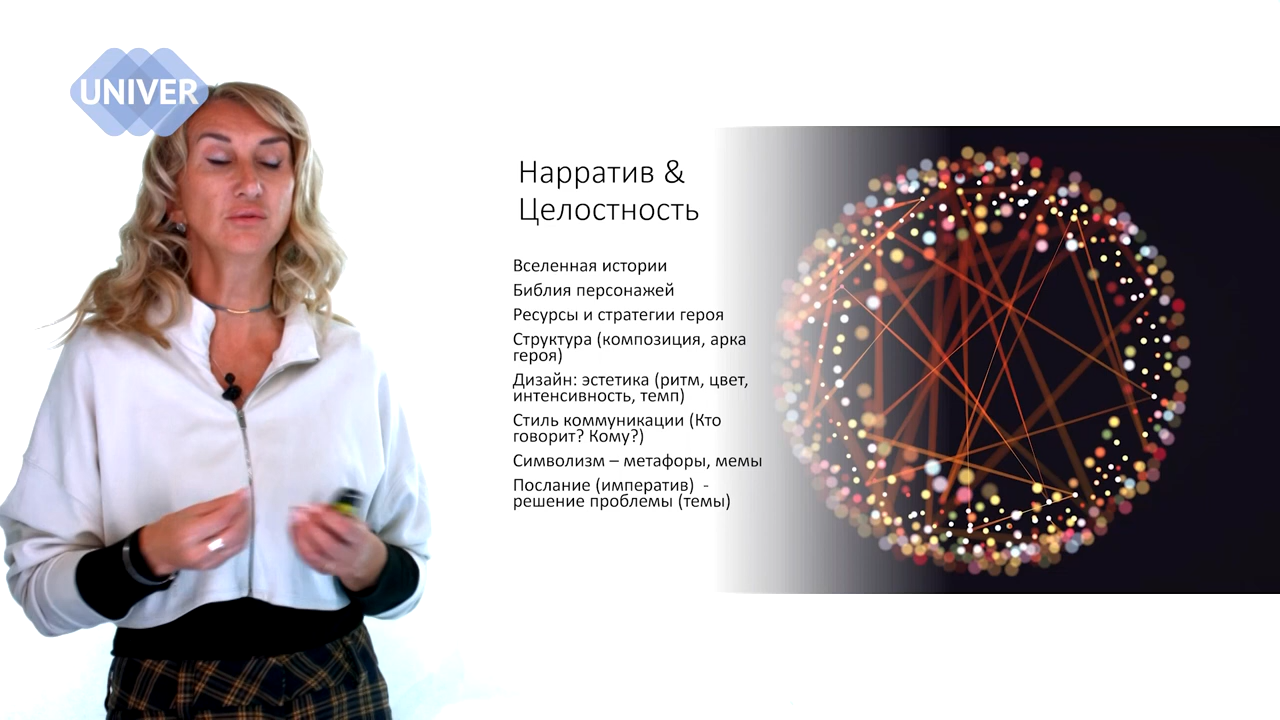 UNIVER
Нарратив &
Целостность
Вселенная истории
Библия персонажей
Ресурсы и стратегии героя
Структура (композиция, арка
героя)
Дизайн: эстетика (ритм, цвет,
интенсивность, темп)
Стиль коммуникации (Кто
говорит? Кому?)
Символизм – метафоры, мемы
Послание (императив)  -
решение проблемы (темы)